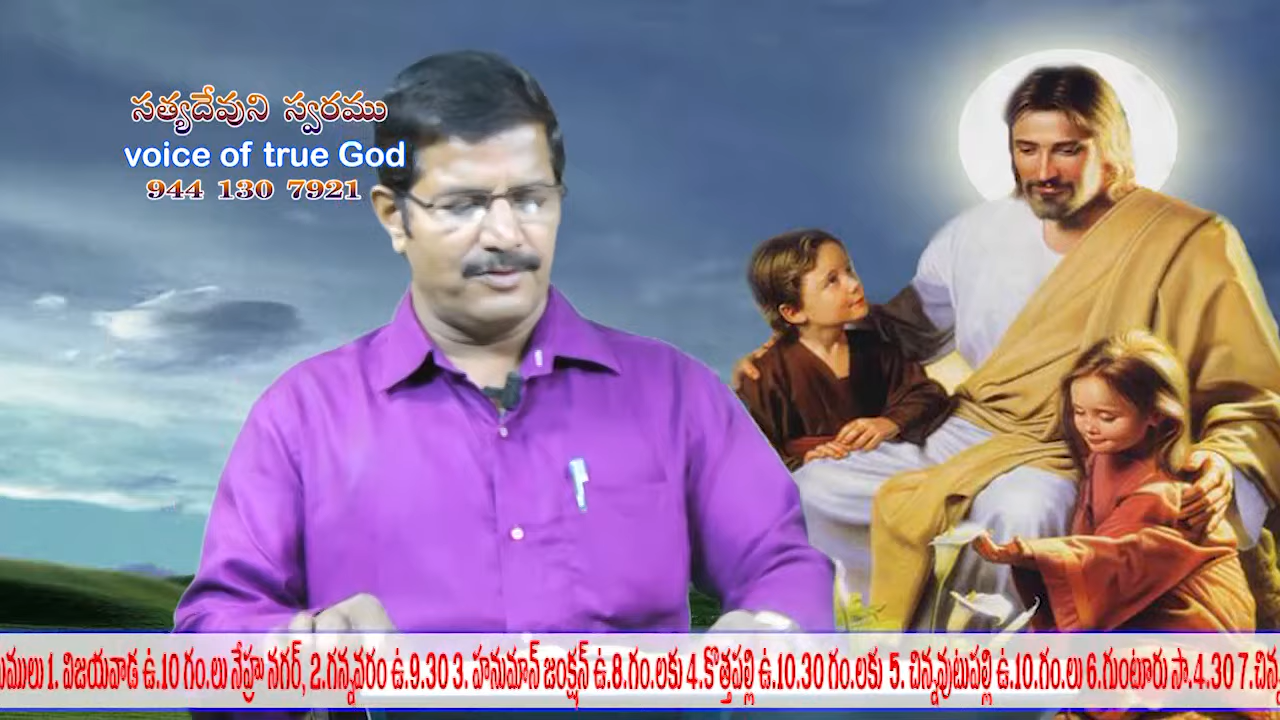 సత్యదేవుని స్వరము
voice of true God
944 130 7921
ములు 1. విజయవాడ ఉ.10 గం.లు నేహ్రు నగర్, 2.గన్నవరం ఉ.9.30 3. హనుమాన్ జంక్షన్ ఉ.8.గం.లకు 4.కొత్తపల్లి ఉ.10.30 గం.లకు 5. చిన్నవుటుపల్లి ఉ.10.గం.లు 6.గుంటూరు సా.4.30 7.చిన్న